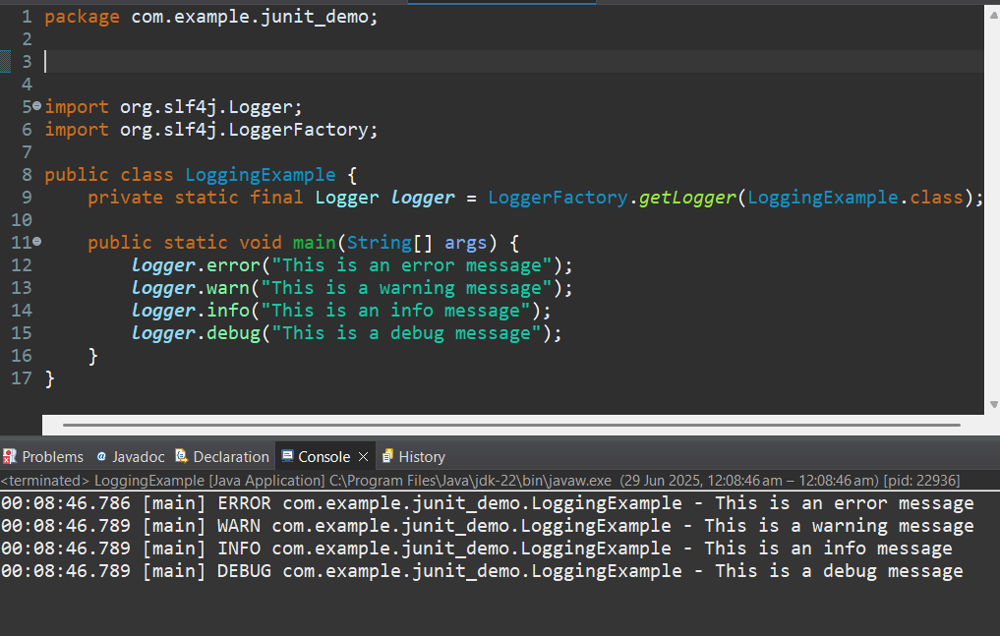 1 package com.example.junit_demo;
2
3
4
5 import org.slf4j.Logger;
6 import org.slf4j.LoggerFactory;
7
8 public class LoggingExample {
9     private static final Logger logger = LoggerFactory.getLogger(LoggingExample.class);
10
11     public static void main(String[] args) {
12         logger.error("This is an error message");
13         logger.warn("This is a warning message");
14         logger.info("This is an info message");
15         logger.debug("This is a debug message");
16     }
17 }
Problems @ Javadoc Declaration Console × History
<terminated> LoggingExample [Java Application] C:\Program Files\Java\jdk-22\bin\javaw.exe (29 Jun 2025, 12:08:46 am – 12:08:46 am) [pid: 22936]
00:08:46.786 [main] ERROR com.example.junit_demo.LoggingExample - This is an error message
00:08:46.789 [main] WARN com.example.junit_demo.LoggingExample - This is a warning message
00:08:46.789 [main] INFO com.example.junit_demo.LoggingExample - This is an info message
00:08:46.789 [main] DEBUG com.example.junit_demo.LoggingExample - This is a debug message